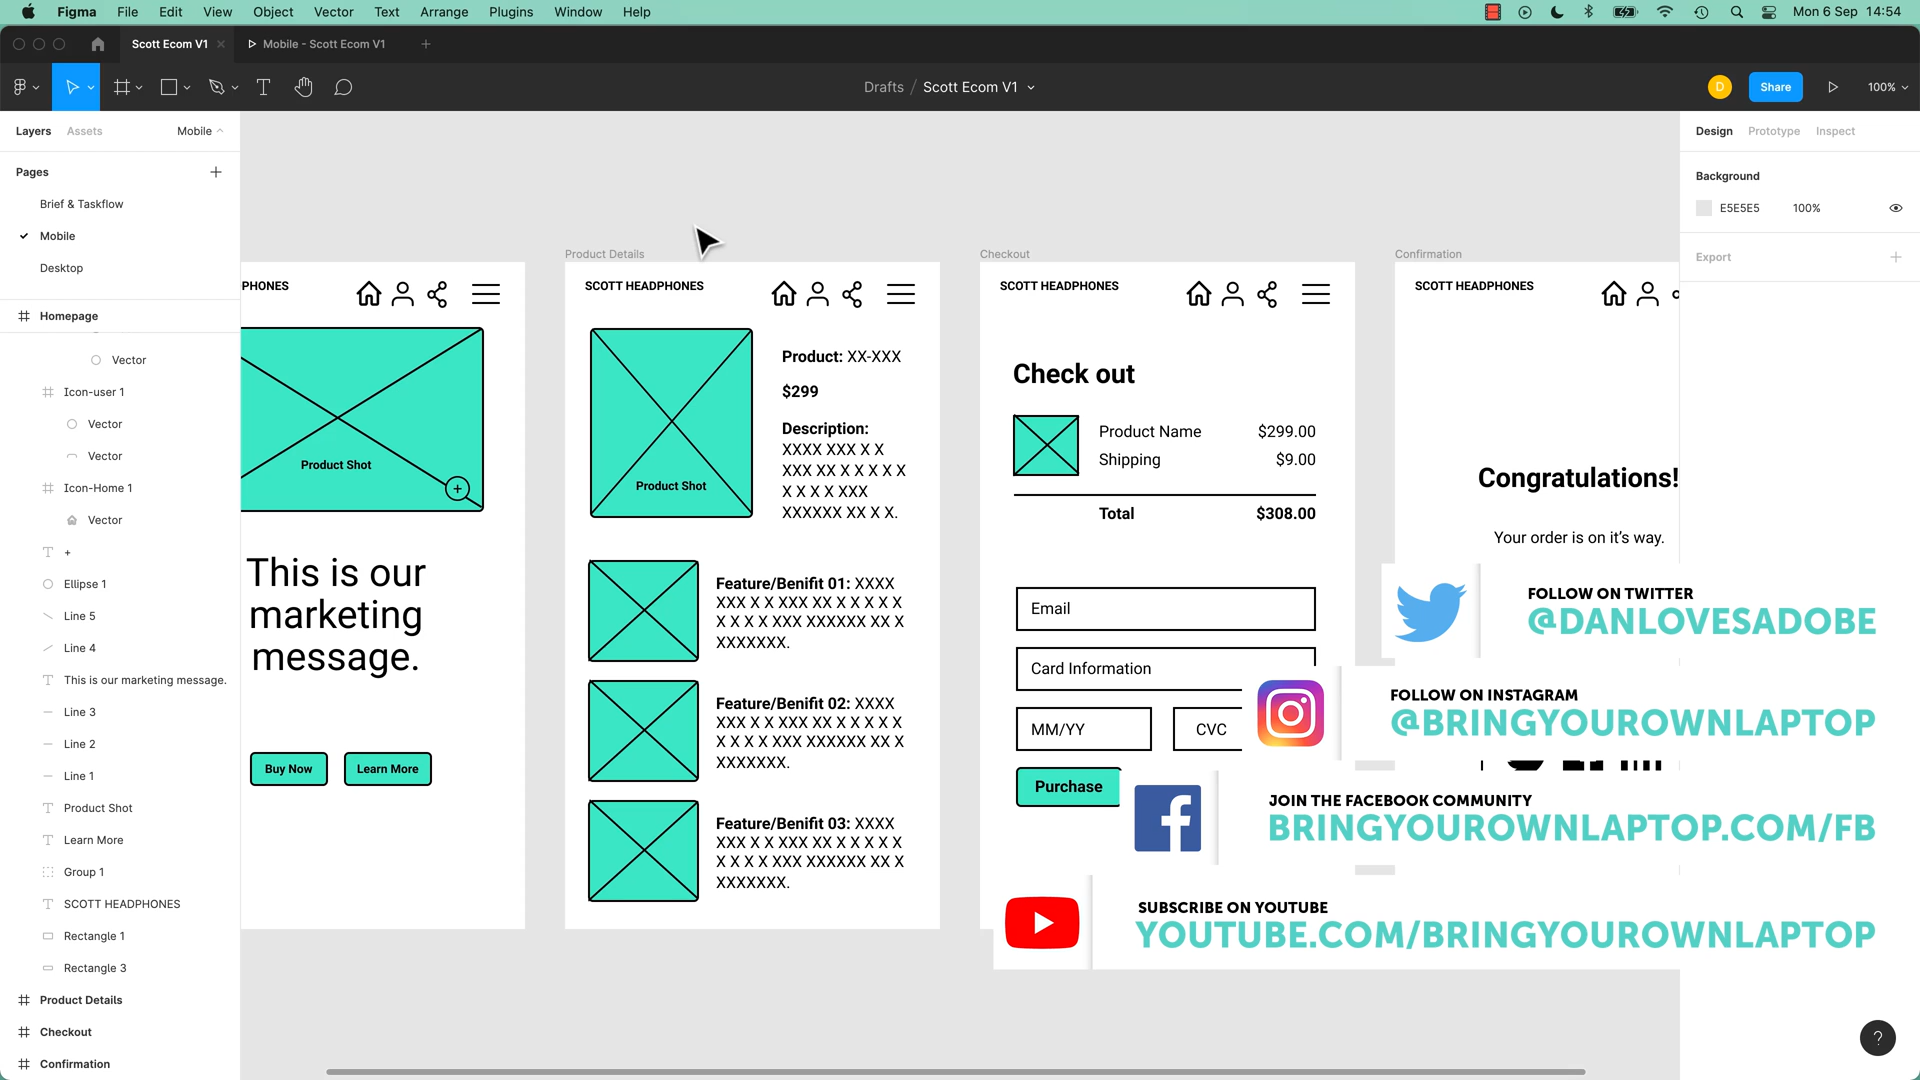 Figma File Edit View Object Vector Text Arrange Plugins Window Help Mon 6 Sep 14:54
Scott Ecom V1 Mobile - Scott Ecom V1
Drafts / Scott Ecom V1 D Share 100%
Layers Assets Mobile
Pages
Brief & Taskflow
Mobile
Desktop
Homepage
Vector
Icon-user 1
Vector
Vector
Icon-Home 1
Vector
+
Ellipse 1
Line 5
Line 4
This is our marketing message.
Line 3
Line 2
Line 1
Product Shot
Learn More
Group 1
SCOTT HEADPHONES
Rectangle 1
Rectangle 3
Product Details
Checkout
Confirmation
PHONES
Product Shot
+
This is our
marketing
message.
Buy Now Learn More
Product Details
SCOTT HEADPHONES
Product Shot
Product: XX-XXX
$299
Description:
XXXX XXX X X
XXX XX X X X X X
X X X X XXX
XXXXXX XX X X.
Feature/Benifit 01: XXXX
XXX X X XXX XX X X X X X
X X X X XXX XXXXXX XX X
XXXXXXX.
Feature/Benifit 02: XXXX
XXX X X XXX XX X X X X X
X X X X XXX XXXXXX XX X
XXXXXXX.
Feature/Benifit 03: XXXX
XXX X X XXX XX X X X X X
X X X X XXX XXXXXX XX X
XXXXXXX.
Checkout
SCOTT HEADPHONES
Check out
Product Name $299.00
Shipping $9.00
Total $308.00
Email
Card Information
MM/YY CVC
Purchase
Confirmation
SCOTT HEADPHONES
Congratulations!
Your order is on it’s way.
FOLLOW ON TWITTER
@DANLOVESADOBE
FOLLOW ON INSTAGRAM
@BRINGYOUROWNLAPTOP
JOIN THE FACEBOOK COMMUNITY
BRINGYOUROWNLAPTOP.COM/FB
SUBSCRIBE ON YOUTUBE
YOUTUBE.COM/BRINGYOUROWNLAPTOP
Design Prototype Inspect
Background
E5E5E5 100%
Export
?